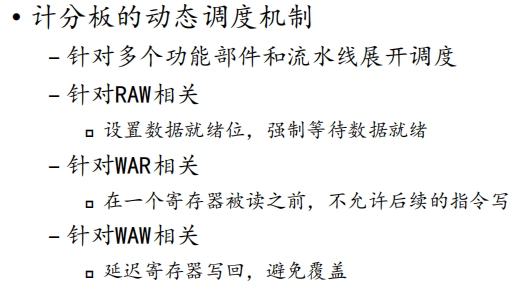 • 计分板的动态调度机制
– 针对多个功能部件和流水线展开调度
– 针对RAW相关
▫ 设置数据就绪位，强制等待数据就绪
– 针对WAR相关
▫ 在一个寄存器被读之前，不允许后续的指令写
– 针对WAW相关
▫ 延迟寄存器写回，避免覆盖